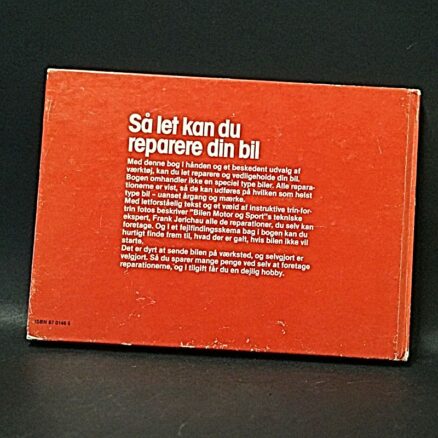 Så let kan du
reparere din bil
Med denne bog i hånden og et beskedent udvalg af
værktøj, kan du let reparere og vedligeholde din bil.
Bogen omhandler ikke en speciel type biler. Alle repara-
tionerne er vist, så de kan udføres på hvilken som helst
type bil – uanset årgang og mærke.
Med letforståelig tekst og et væld af instruktive trin-for-
trin fotos beskriver "Bilen Motor og Sport"s tekniske
ekspert, Frank Jerichau alle de reparationer, du selv kan
foretage. Og i et fejlfindingsskema bag i bogen kan du
hurtigt finde frem til, hvad der er galt, hvis bilen ikke vil
starte.
Det er dyrt at sende bilen på værksted, og selvgjort er
velgjort. Så du sparer mange penge ved selv at foretage
reparationerne, og i tilgift får du en dejlig hobby.
ISBN 87 0146 5